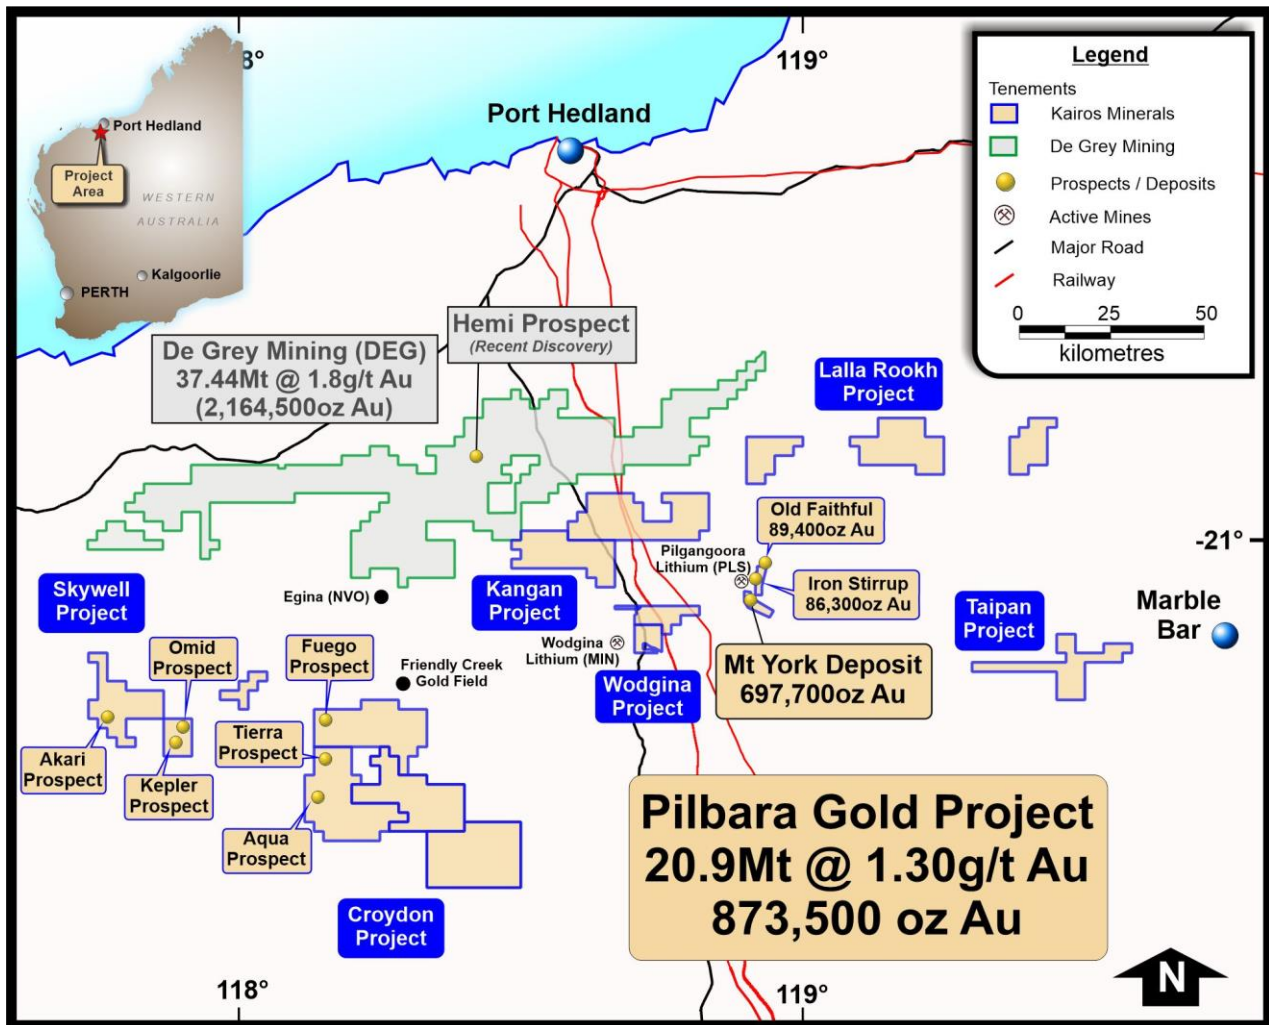 8°
119°
Port Hedland
Port Hedland
Project
Area
WESTERN
AUSTRALIA
Kalgoorlie
PERTH
Legend
Tenements
Kairos Minerals
De Grey Mining
Prospects / Deposits
Active Mines
Major Road
Railway
0 25 50
kilometres
Hemi Prospect
(Recent Discovery)
De Grey Mining (DEG)
37.44Mt @ 1.8g/t Au
(2,164,500oz Au)
Lalla Rookh
Project
Old Faithful
89,400oz Au
-21°
Pilgangoora
Lithium (PLS)
Iron Stirrup
86,300oz Au
Skywell
Project
Egina (NVO)
Kangan
Project
Taipan
Project
Marble
Bar
Omid
Prospect
Fuego
Prospect
Friendly Creek
Gold Field
Wodgina
Lithium (MIN)
Wodgina
Project
Mt York Deposit
697,700oz Au
Tierra
Prospect
Akari
Prospect
Kepler
Prospect
Aqua
Prospect
Pilbara Gold Project
20.9Mt @ 1.30g/t Au
873,500 oz Au
Croydon
Project
118°
119°
N